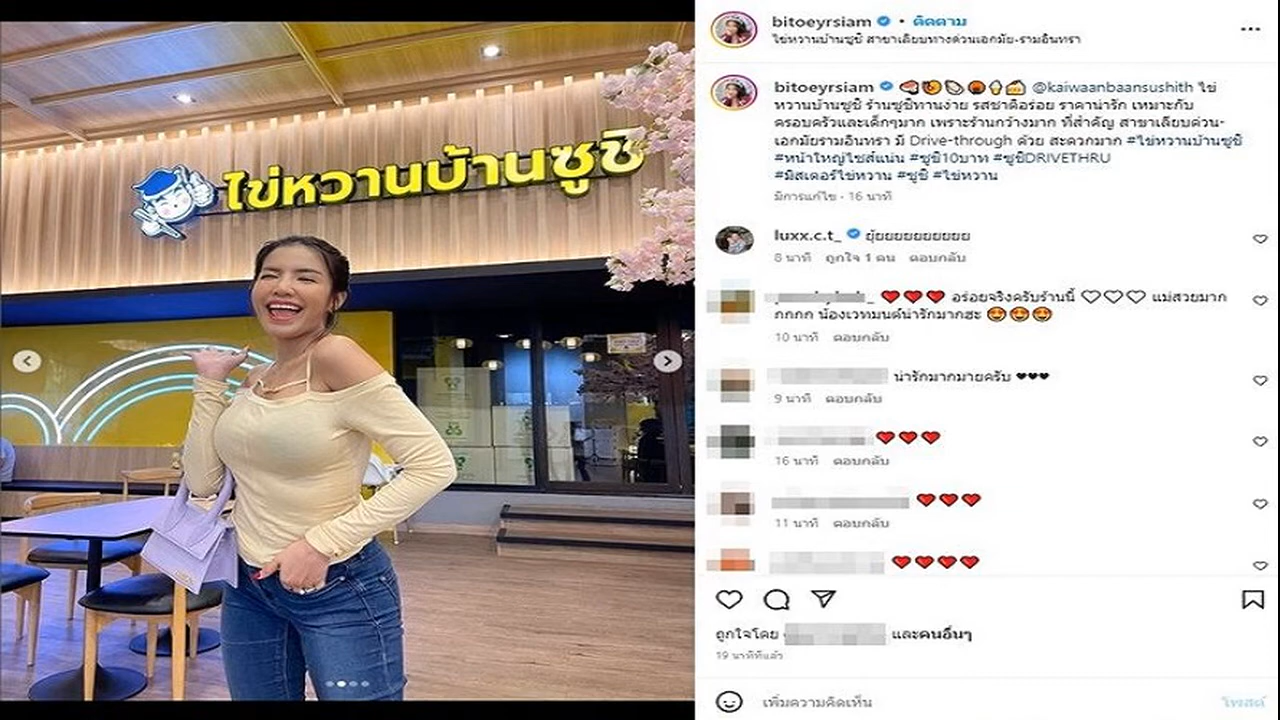 ไข่หวานบ้านซูชิ
bitoeyrsiam • ติดตาม
ไข่หวานบ้านซูชิ สาขาเลียบทางด่วนเอกมัย-รามอินทรา
bitoeyrsiam @kaiwaanbaansushith ไข่
หวานบ้านซูชิ ร้านซูชิทานง่าย รสชาติอร่อย ราคาน่ารัก เหมาะกับ
ครอบครัวและเด็กๆมาก เพราะร้านกว้างมาก ที่สำคัญ สาขาเลียบด่วน-
เอกมัยรามอินทรา มี Drive-through ด้วย สะดวกมาก #ไข่หวานบ้านซูชิ
#หน้าใหญ่ไซส์แน่น #ซูชิ10บาท #ซูชิDRIVETHRU
#มิสเตอร์ไข่หวาน #ซูชิ #ไข่หวาน
มีการแก้ไข · 16 นาที
luxx.c.t_ ยุ้ยยยยยยยยยยย
8 นาที ถูกใจ 1 คน ตอบกลับ
❤❤❤ อร่อยจริงครับร้านนี้ ♡♡♡ แม่สวยมาก
กกกก น้องเวทมนต์น่ารักมากฮะ 🤩🤩🤩
10 นาที ตอบกลับ
น่ารักมากมายครับ ♥♥♥
9 นาที ตอบกลับ
❤❤❤
16 นาที ตอบกลับ
❤❤❤
11 นาที ตอบกลับ
❤❤❤❤
ถูกใจโดย และคนอื่นๆ
19 นาทีที่แล้ว
เพิ่มความคิดเห็น
โพสต์